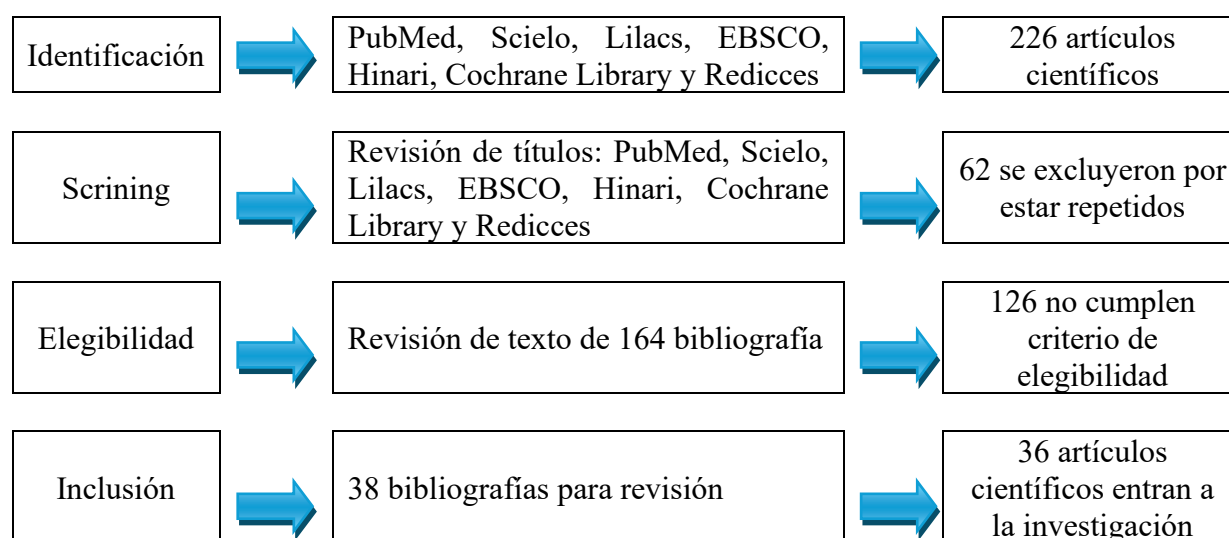 Identificación
PubMed, Scielo, Lilacs, EBSCO,
Hinari, Cochrane Library y Redicces
226 artículos
científicos
Scrining
Revisión de títulos: PubMed, Scielo,
Lilacs, EBSCO, Hinari, Cochrane
Library y Redicces
62 se excluyeron por
estar repetidos
Elegibilidad
Revisión de texto de 164 bibliografía
126 no cumplen
criterio de
elegibilidad
Inclusión
38 bibliografías para revisión
36 artículos
científicos entran a
la investigación